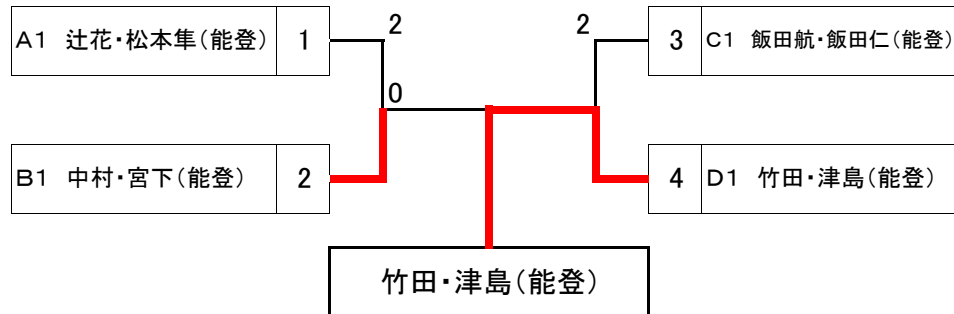 2 2
A1 辻花・松本隼(能登) 1 3 C1 飯田航・飯田仁(能登)
0
B1 中村・宮下(能登) 2 4 D1 竹田・津島(能登)
竹田・津島(能登)